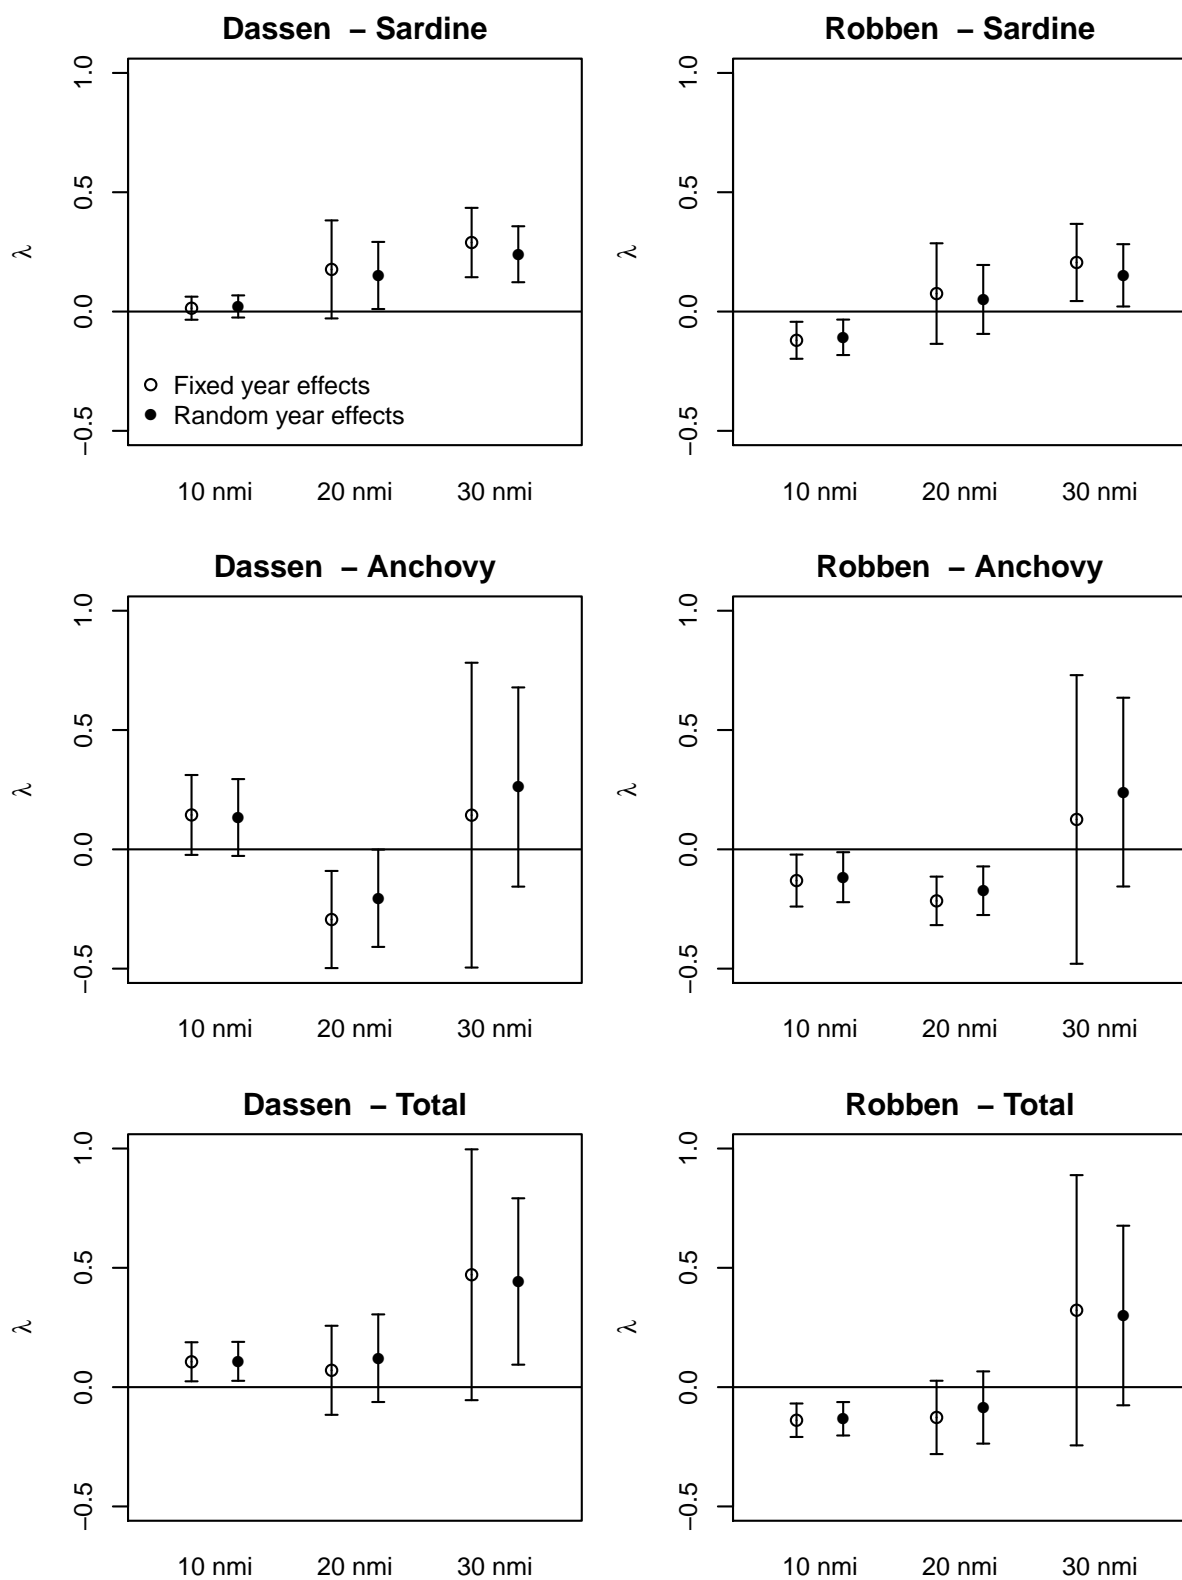 Dassen – Sardine
1.0
0.5
0.0
−0.5
λ
Fixed year effects
Random year effects
10 nmi 20 nmi 30 nmi
Robben – Sardine
1.0
0.5
0.0
−0.5
λ
10 nmi 20 nmi 30 nmi
Dassen – Anchovy
1.0
0.5
0.0
−0.5
λ
10 nmi 20 nmi 30 nmi
Robben – Anchovy
1.0
0.5
0.0
−0.5
λ
10 nmi 20 nmi 30 nmi
Dassen – Total
1.0
0.5
0.0
−0.5
λ
10 nmi 20 nmi 30 nmi
Robben – Total
1.0
0.5
0.0
−0.5
λ
10 nmi 20 nmi 30 nmi